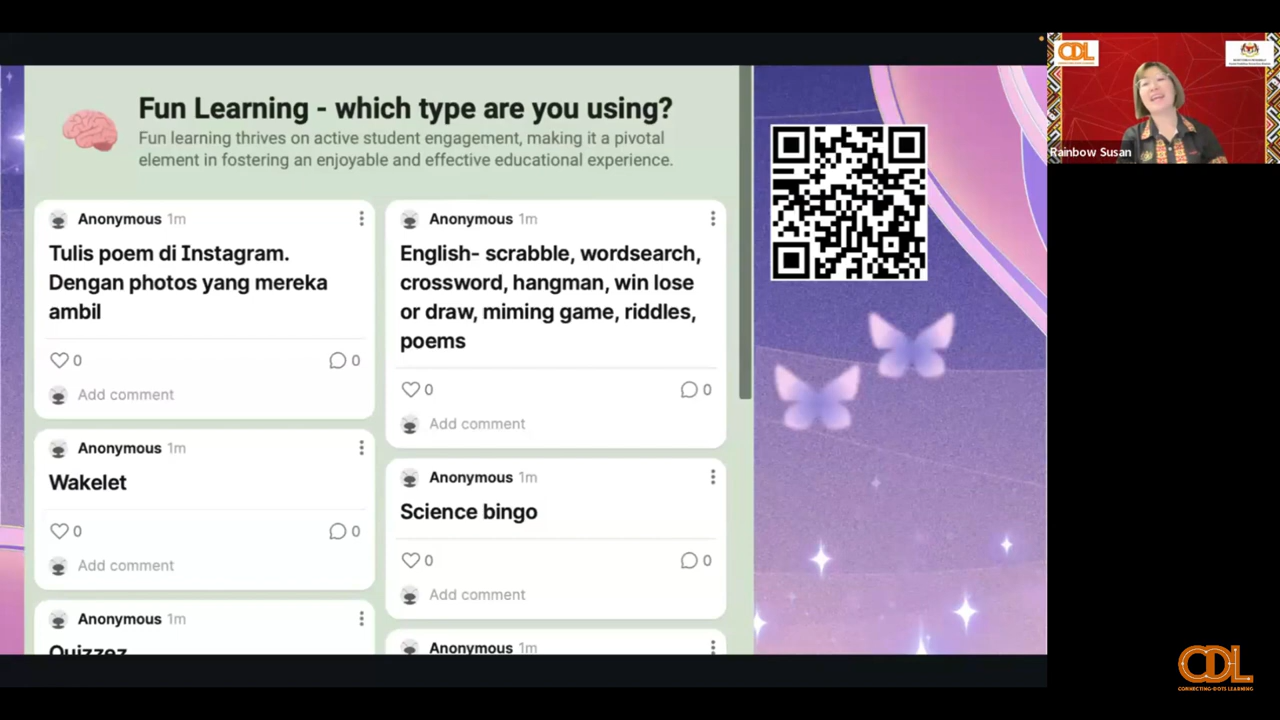 Fun Learning - which type are you using?
Fun learning thrives on active student engagement, making it a pivotal
element in fostering an enjoyable and effective educational experience.
Anonymous 1m
Tulis poem di Instagram.
Dengan photos yang mereka
ambil
0 0
Add comment
Anonymous 1m
Wakelet
0 0
Add comment
Anonymous 1m
Quizzez
Anonymous 1m
English- scrabble, wordsearch,
crossword, hangman, win lose
or draw, miming game, riddles,
poems
0 0
Add comment
Anonymous 1m
Science bingo
0 0
Add comment
Anonymous 1m
CDL
Rainbow Susan
CDL
CONNECTING-DOTS LEARNING